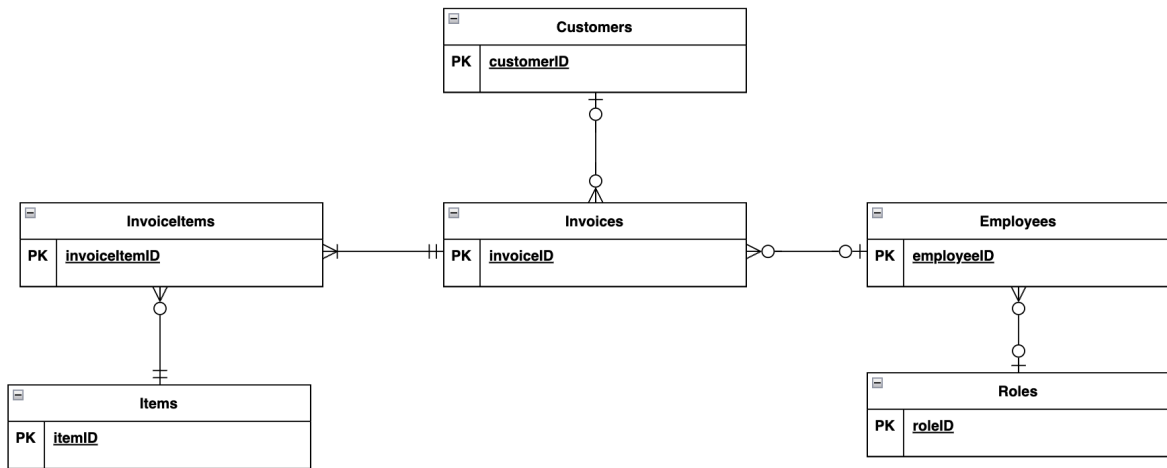 Customers
PK customerID
InvoiceItems
PK invoiceItemID
Invoices
PK invoiceID
Employees
PK employeeID
Items
PK itemID
Roles
PK roleID